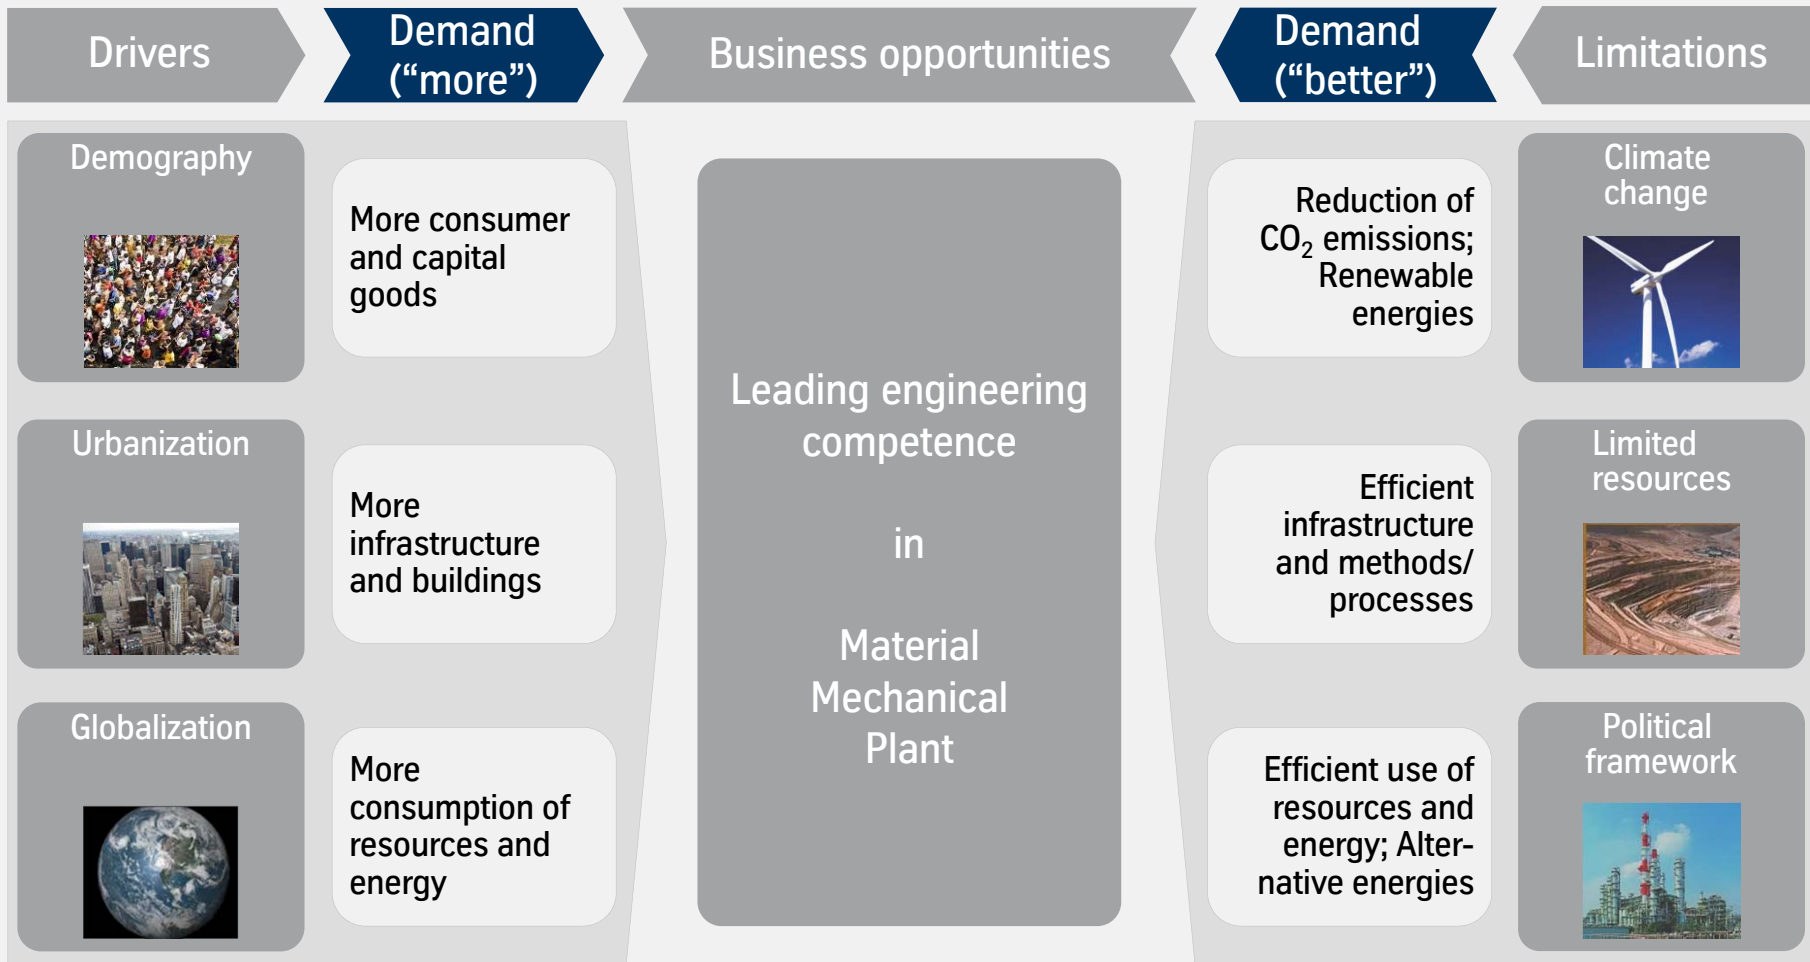 Drivers
Demand
(“more”)
Business opportunities
Demand
(“better”)
Limitations
Demography
More consumer
and capital
goods
Urbanization
More
infrastructure
and buildings
Globalization
More
consumption of
resources and
energy
Leading engineering
competence
in
Material
Mechanical
Plant
Reduction of
CO₂ emissions;
Renewable
energies
Climate
change
Efficient
infrastructure
and methods/
processes
Limited
resources
Efficient use of
resources and
energy; Alter-
native energies
Political
framework